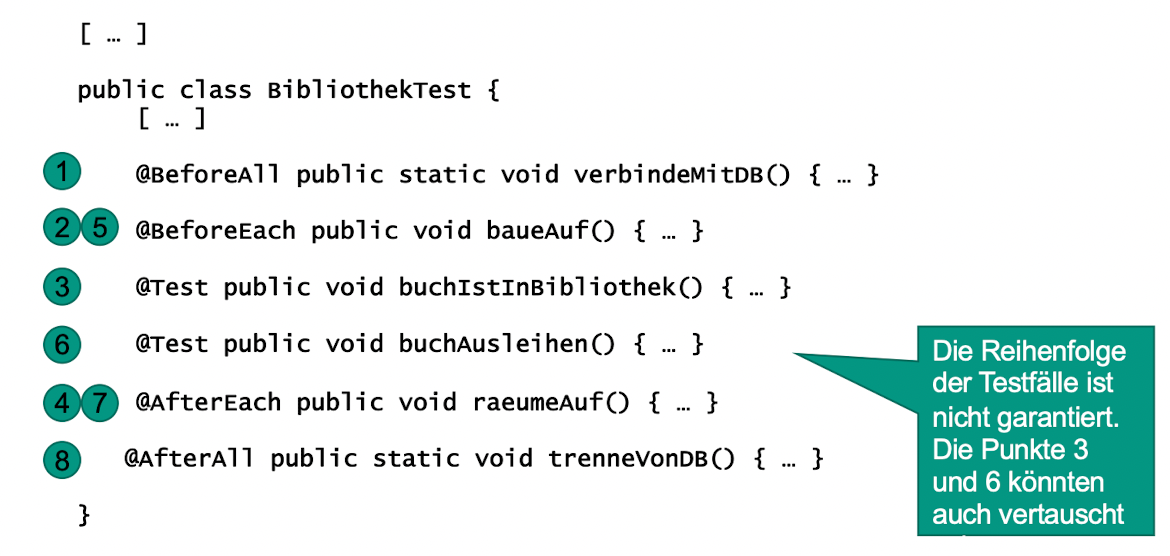 [ … ]
public class BibliothekTest {
[ … ]
1 @BeforeAll public static void verbindeMitDB() { … }
2 5 @BeforeEach public void baueAuf() { … }
3 @Test public void buchIstInBibliothek() { … }
6 @Test public void buchAusleihen() { … }
4 7 @AfterEach public void raeumeAuf() { … }
8 @AfterAll public static void trenneVonDB() { … }
}
Die Reihenfolge
der Testfälle ist
nicht garantiert.
Die Punkte 3
und 6 könnten
auch vertauscht